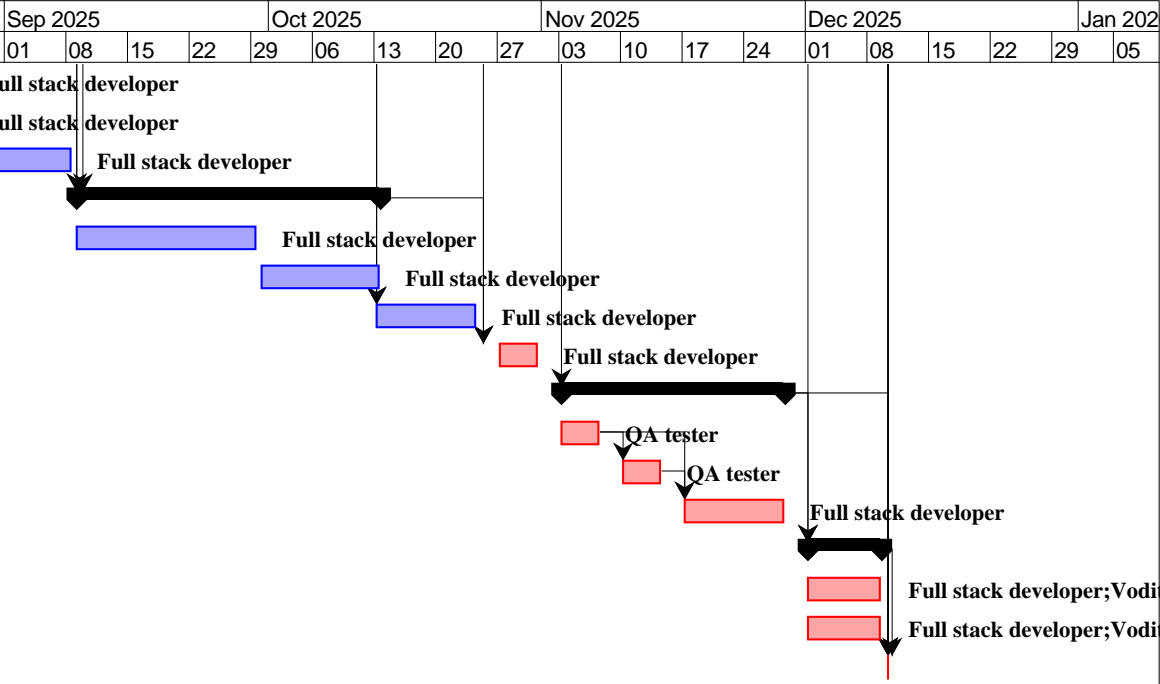 Sep 2025 Oct 2025 Nov 2025 Dec 2025 Jan 202
01 08 15 22 29 06 13 20 27 03 10 17 24 01 08 15 22 29 05
ull stack developer
ull stack developer
Full stack developer
Full stack developer
Full stack developer
Full stack developer
Full stack developer
QA tester
QA tester
Full stack developer
Full stack developer;Vodit
Full stack developer;Vodit